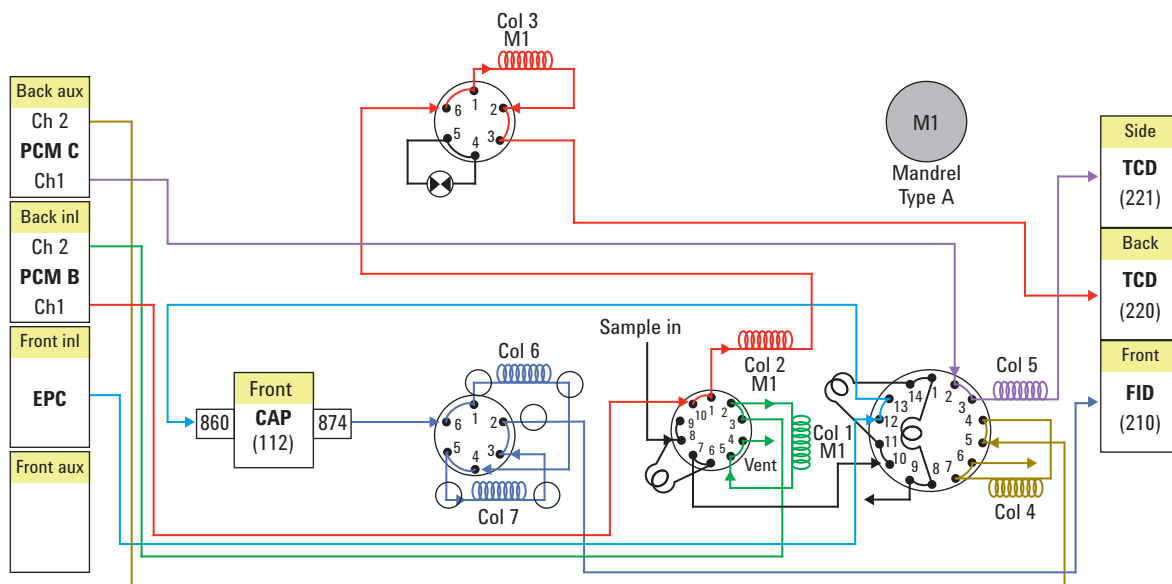 Back aux
Ch 2
PCM C
Ch1
Back inl
Ch 2
PCM B
Ch1
Front inl
EPC
Front aux
Col 3
M1
1
2
3
4
5
6
M1
Mandrel
Type A
Side
TCD
(221)
Back
TCD
(220)
Front
FID
(210)
860
Front
CAP
(112)
874
Col 6
1
2
3
4
5
6
Col 7
Sample in
Col 2
M1
1
2
3
4
5
6
7
8
9
10
Vent
Col 1
M1
Col 5
1
2
3
4
5
6
7
8
9
10
11
12
13
14
Col 4